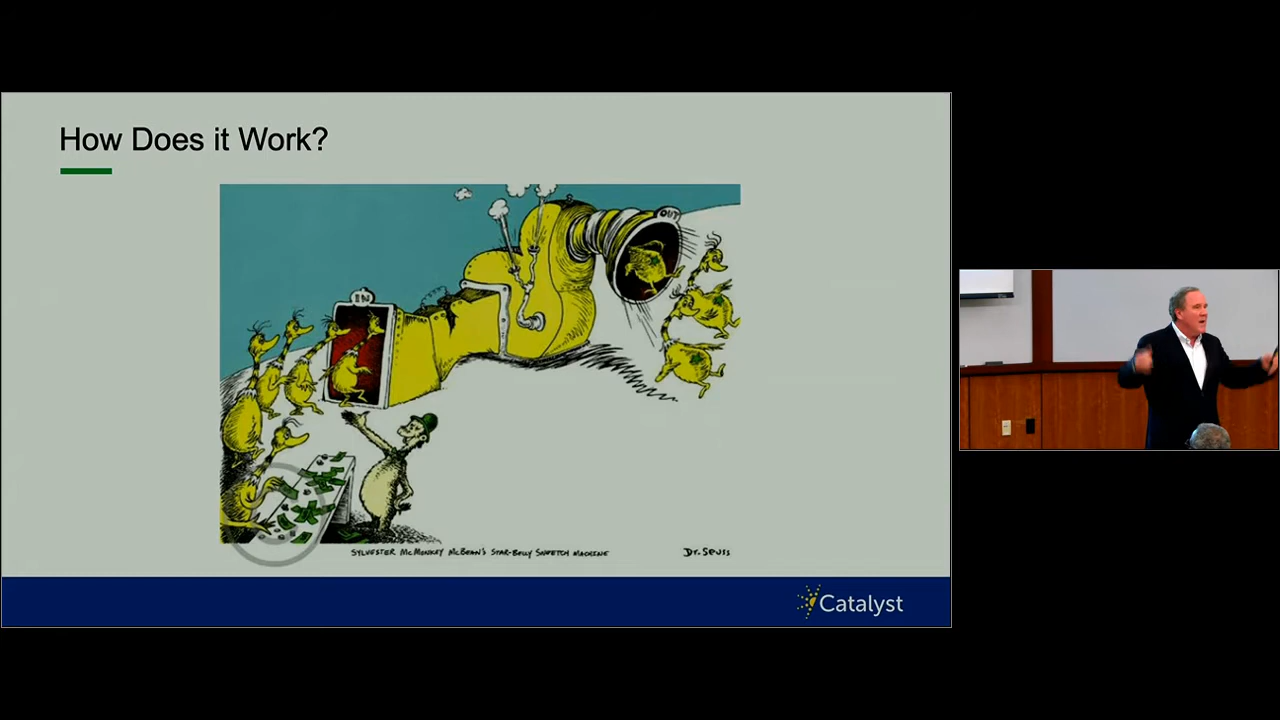 How Does it Work?
OUT
IN
SYLVESTER MCMONKEY MCBEAN'S STAR-BELLY SNEETCH MACHINE
Dr. Seuss
Catalyst